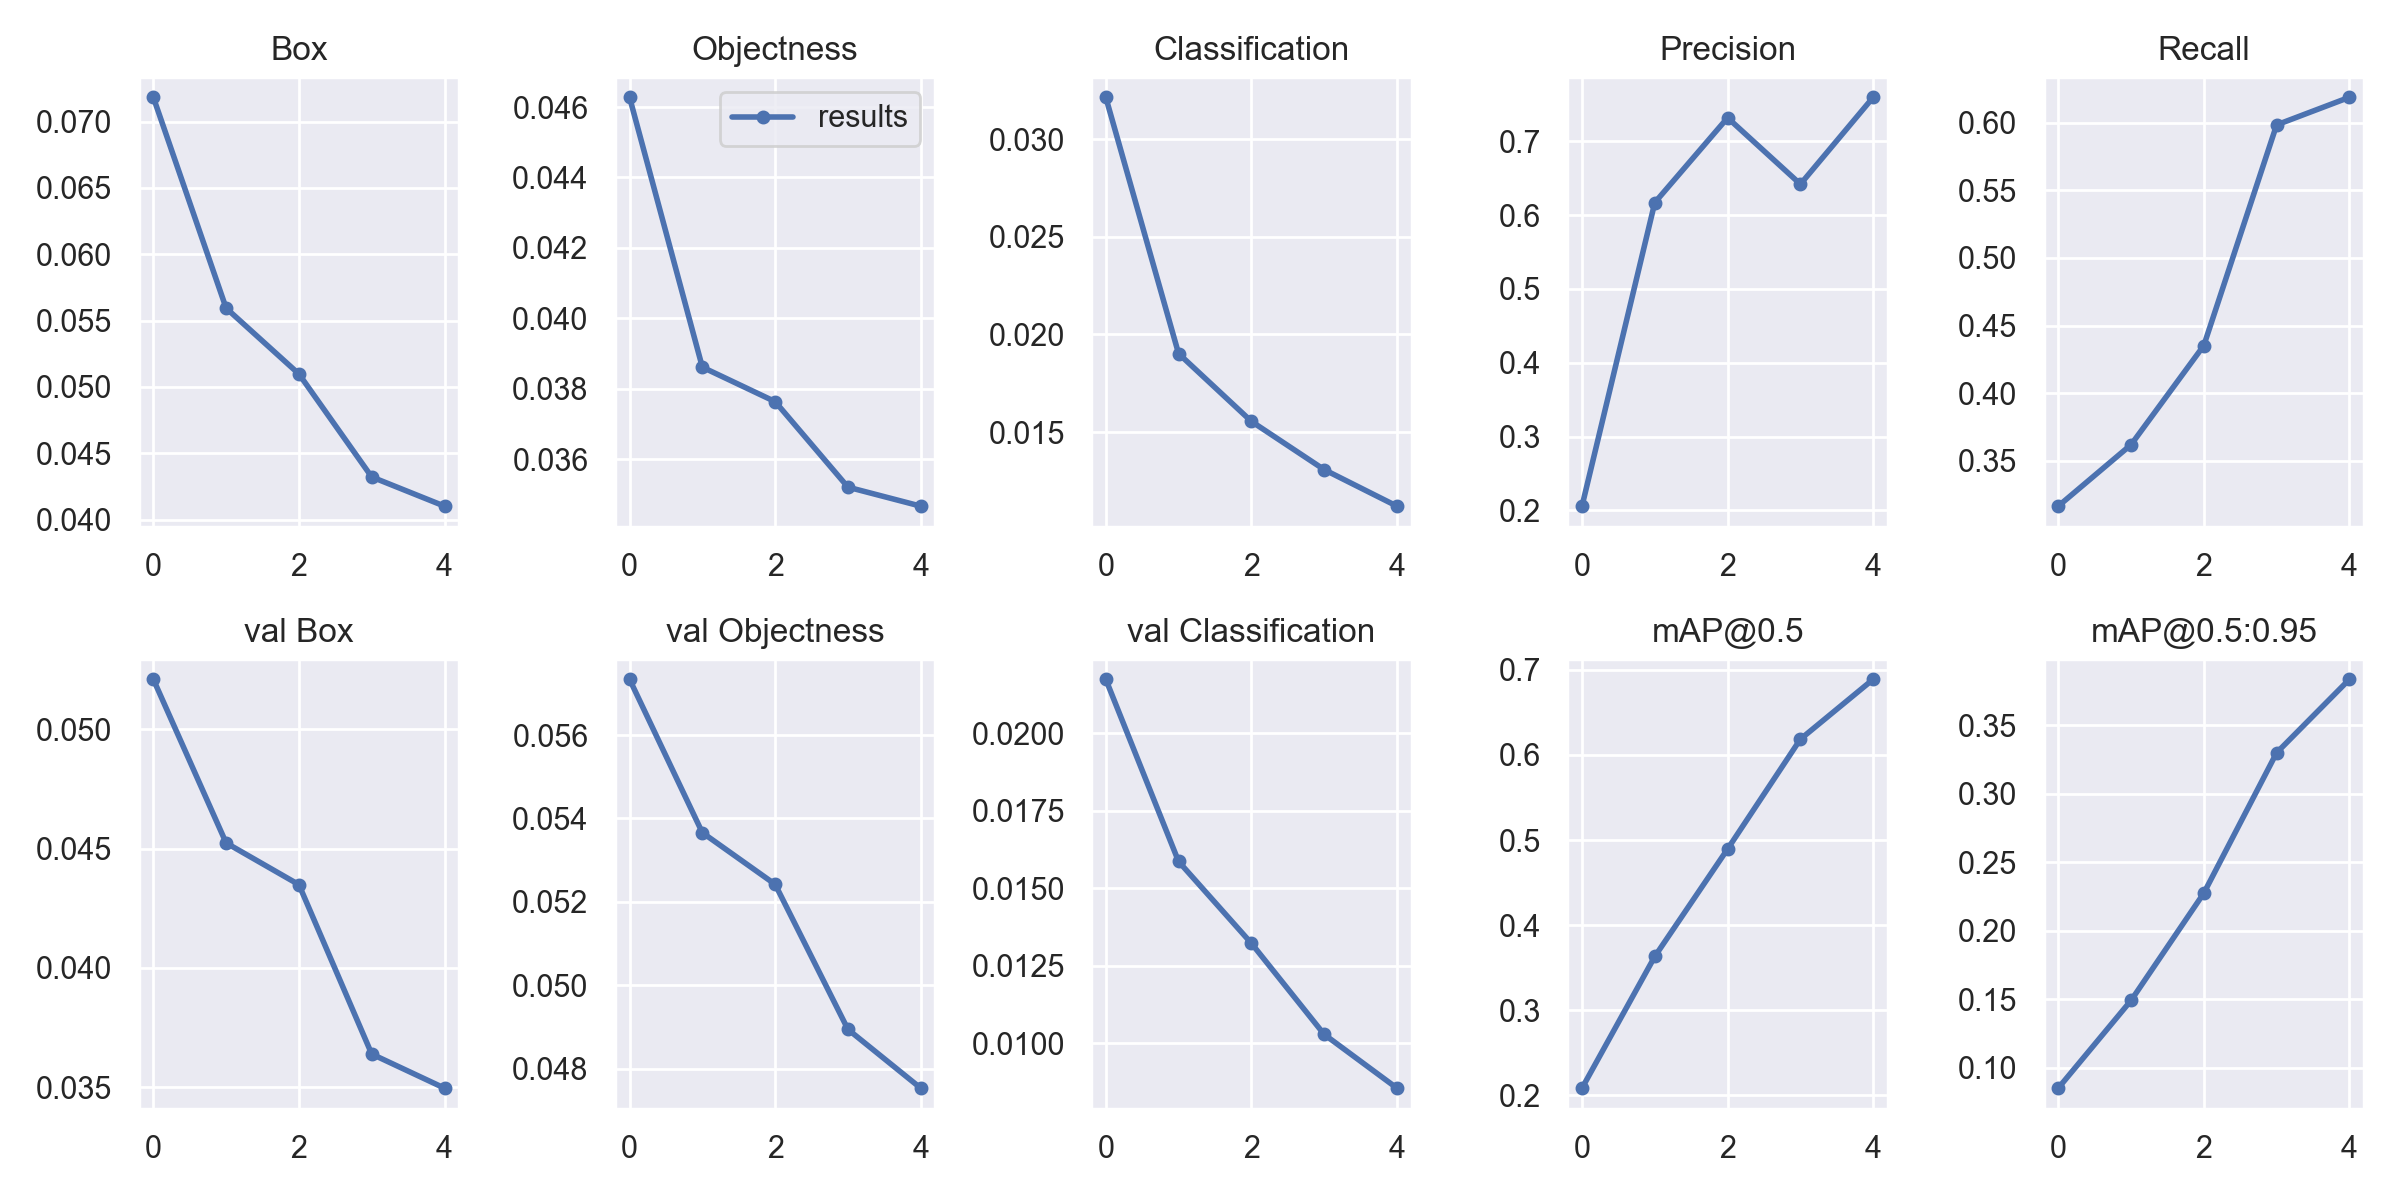 Box
0.070
0.065
0.060
0.055
0.050
0.045
0.040
0 2 4
Objectness
results
0.046
0.044
0.042
0.040
0.038
0.036
0 2 4
Classification
0.030
0.025
0.020
0.015
0 2 4
Precision
0.7
0.6
0.5
0.4
0.3
0.2
0 2 4
Recall
0.60
0.55
0.50
0.45
0.40
0.35
0 2 4
val Box
0.050
0.045
0.040
0.035
0 2 4
val Objectness
0.056
0.054
0.052
0.050
0.048
0 2 4
val Classification
0.0200
0.0175
0.0150
0.0125
0.0100
0 2 4
mAP@0.5
0.7
0.6
0.5
0.4
0.3
0.2
0 2 4
mAP@0.5:0.95
0.35
0.30
0.25
0.20
0.15
0.10
0 2 4